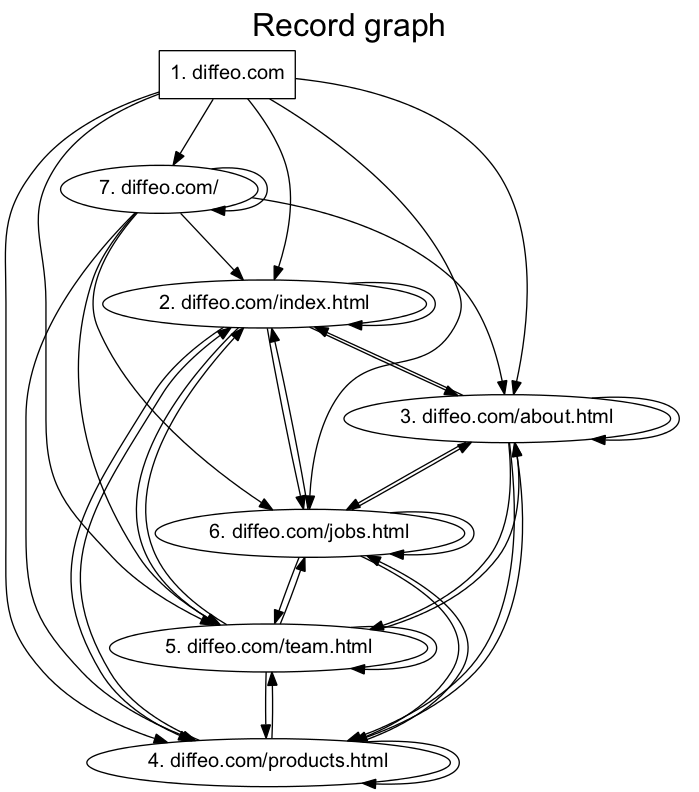 Record graph
1. diffeo.com
7. diffeo.com/
2. diffeo.com/index.html
3. diffeo.com/about.html
6. diffeo.com/jobs.html
5. diffeo.com/team.html
4. diffeo.com/products.html